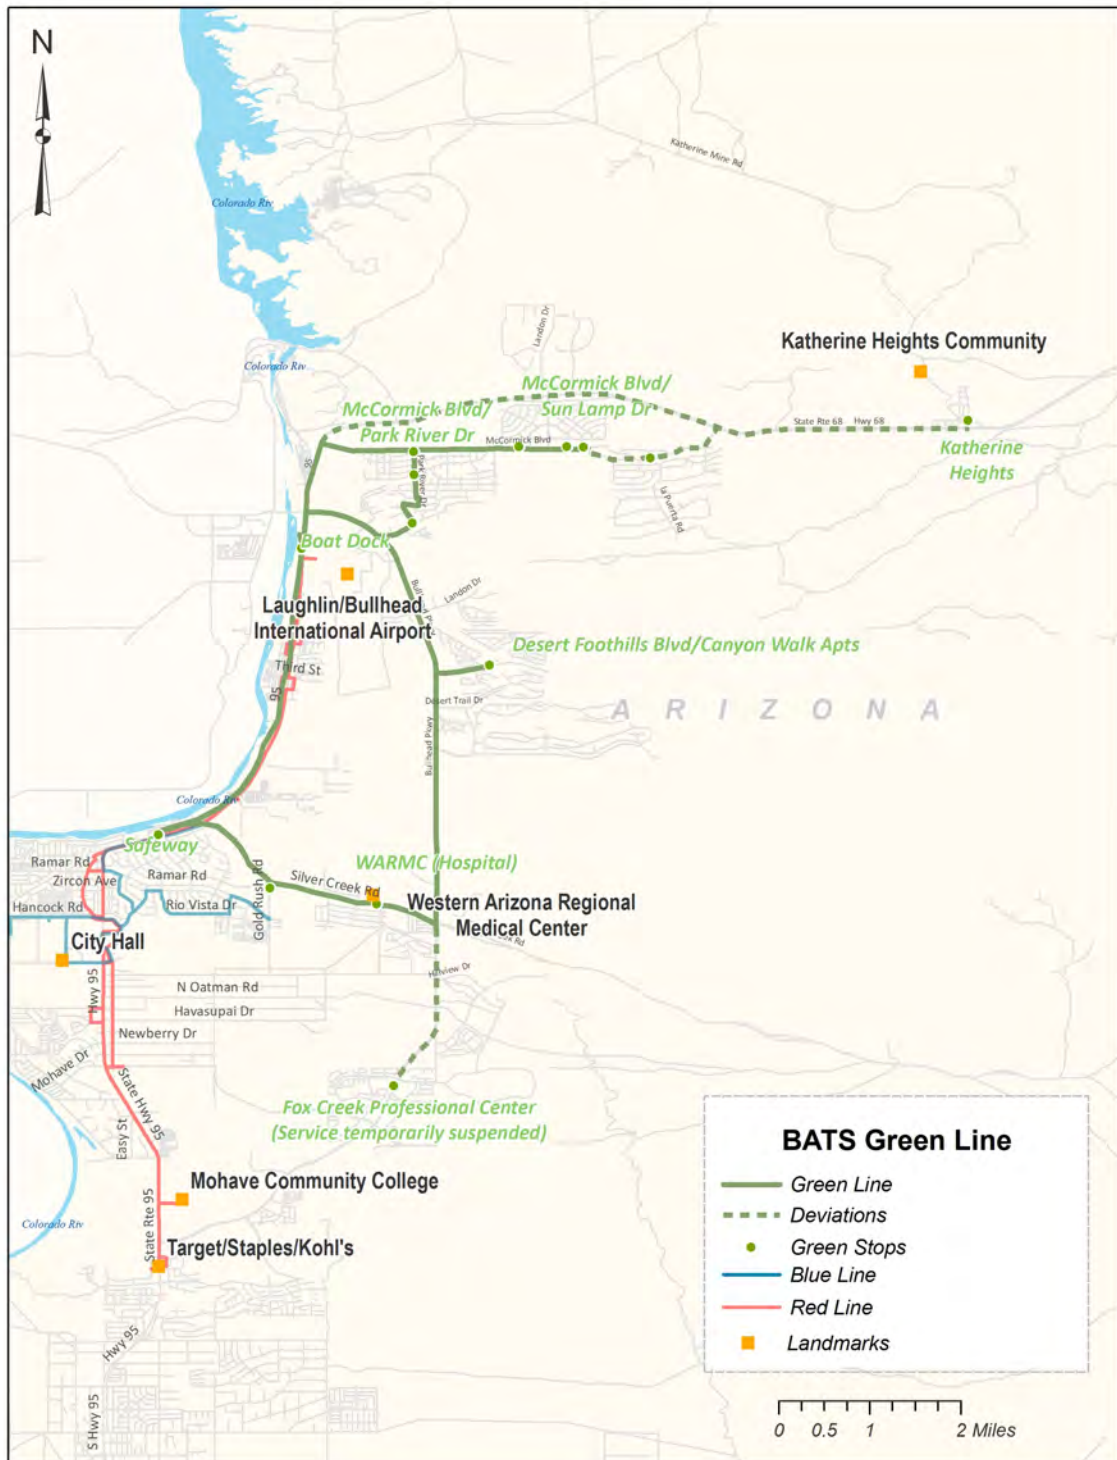 N
Katherine Mine Rd
Colorado Riv
Landon Dr
Katherine Heights Community
Colorado Riv
McCormick Blvd/
Sun Lamp Dr
McCormick Blvd/
Park River Dr
McCormick Blvd
State Rte 68 Hwy 68
Katherine
Heights
95
Park River Dr
la Puerta Rd
Boat Dock
Laughlin/Bullhead
International Airport
Bullhead Pkwy
Landon Dr
Desert Foothills Blvd/Canyon Walk Apts
Third St
95
Desert Trail Dr
ARIZONA
Bullhead Pkwy
Colorado Riv
Safeway
WARMC (Hospital)
Ramar Rd
Zircon Ave
Ramar Rd
Silver Creek Rd
Hancock Rd
Rio Vista Dr
Gold Rush Rd
Western Arizona Regional
Medical Center
City Hall
Hwy 95
N Oatman Rd
Havasupai Dr
Newberry Dr
Mohave Dr
State Hwy 95
Easy St
Fox Creek Professional Center
(Service temporarily suspended)
Mohave Community College
Colorado Riv
State Rte 95
Target/Staples/Kohl's
Hwy 95
S Hwy 95
BATS Green Line
Green Line
Deviations
Green Stops
Blue Line
Red Line
Landmarks
0 0.5 1 2 Miles